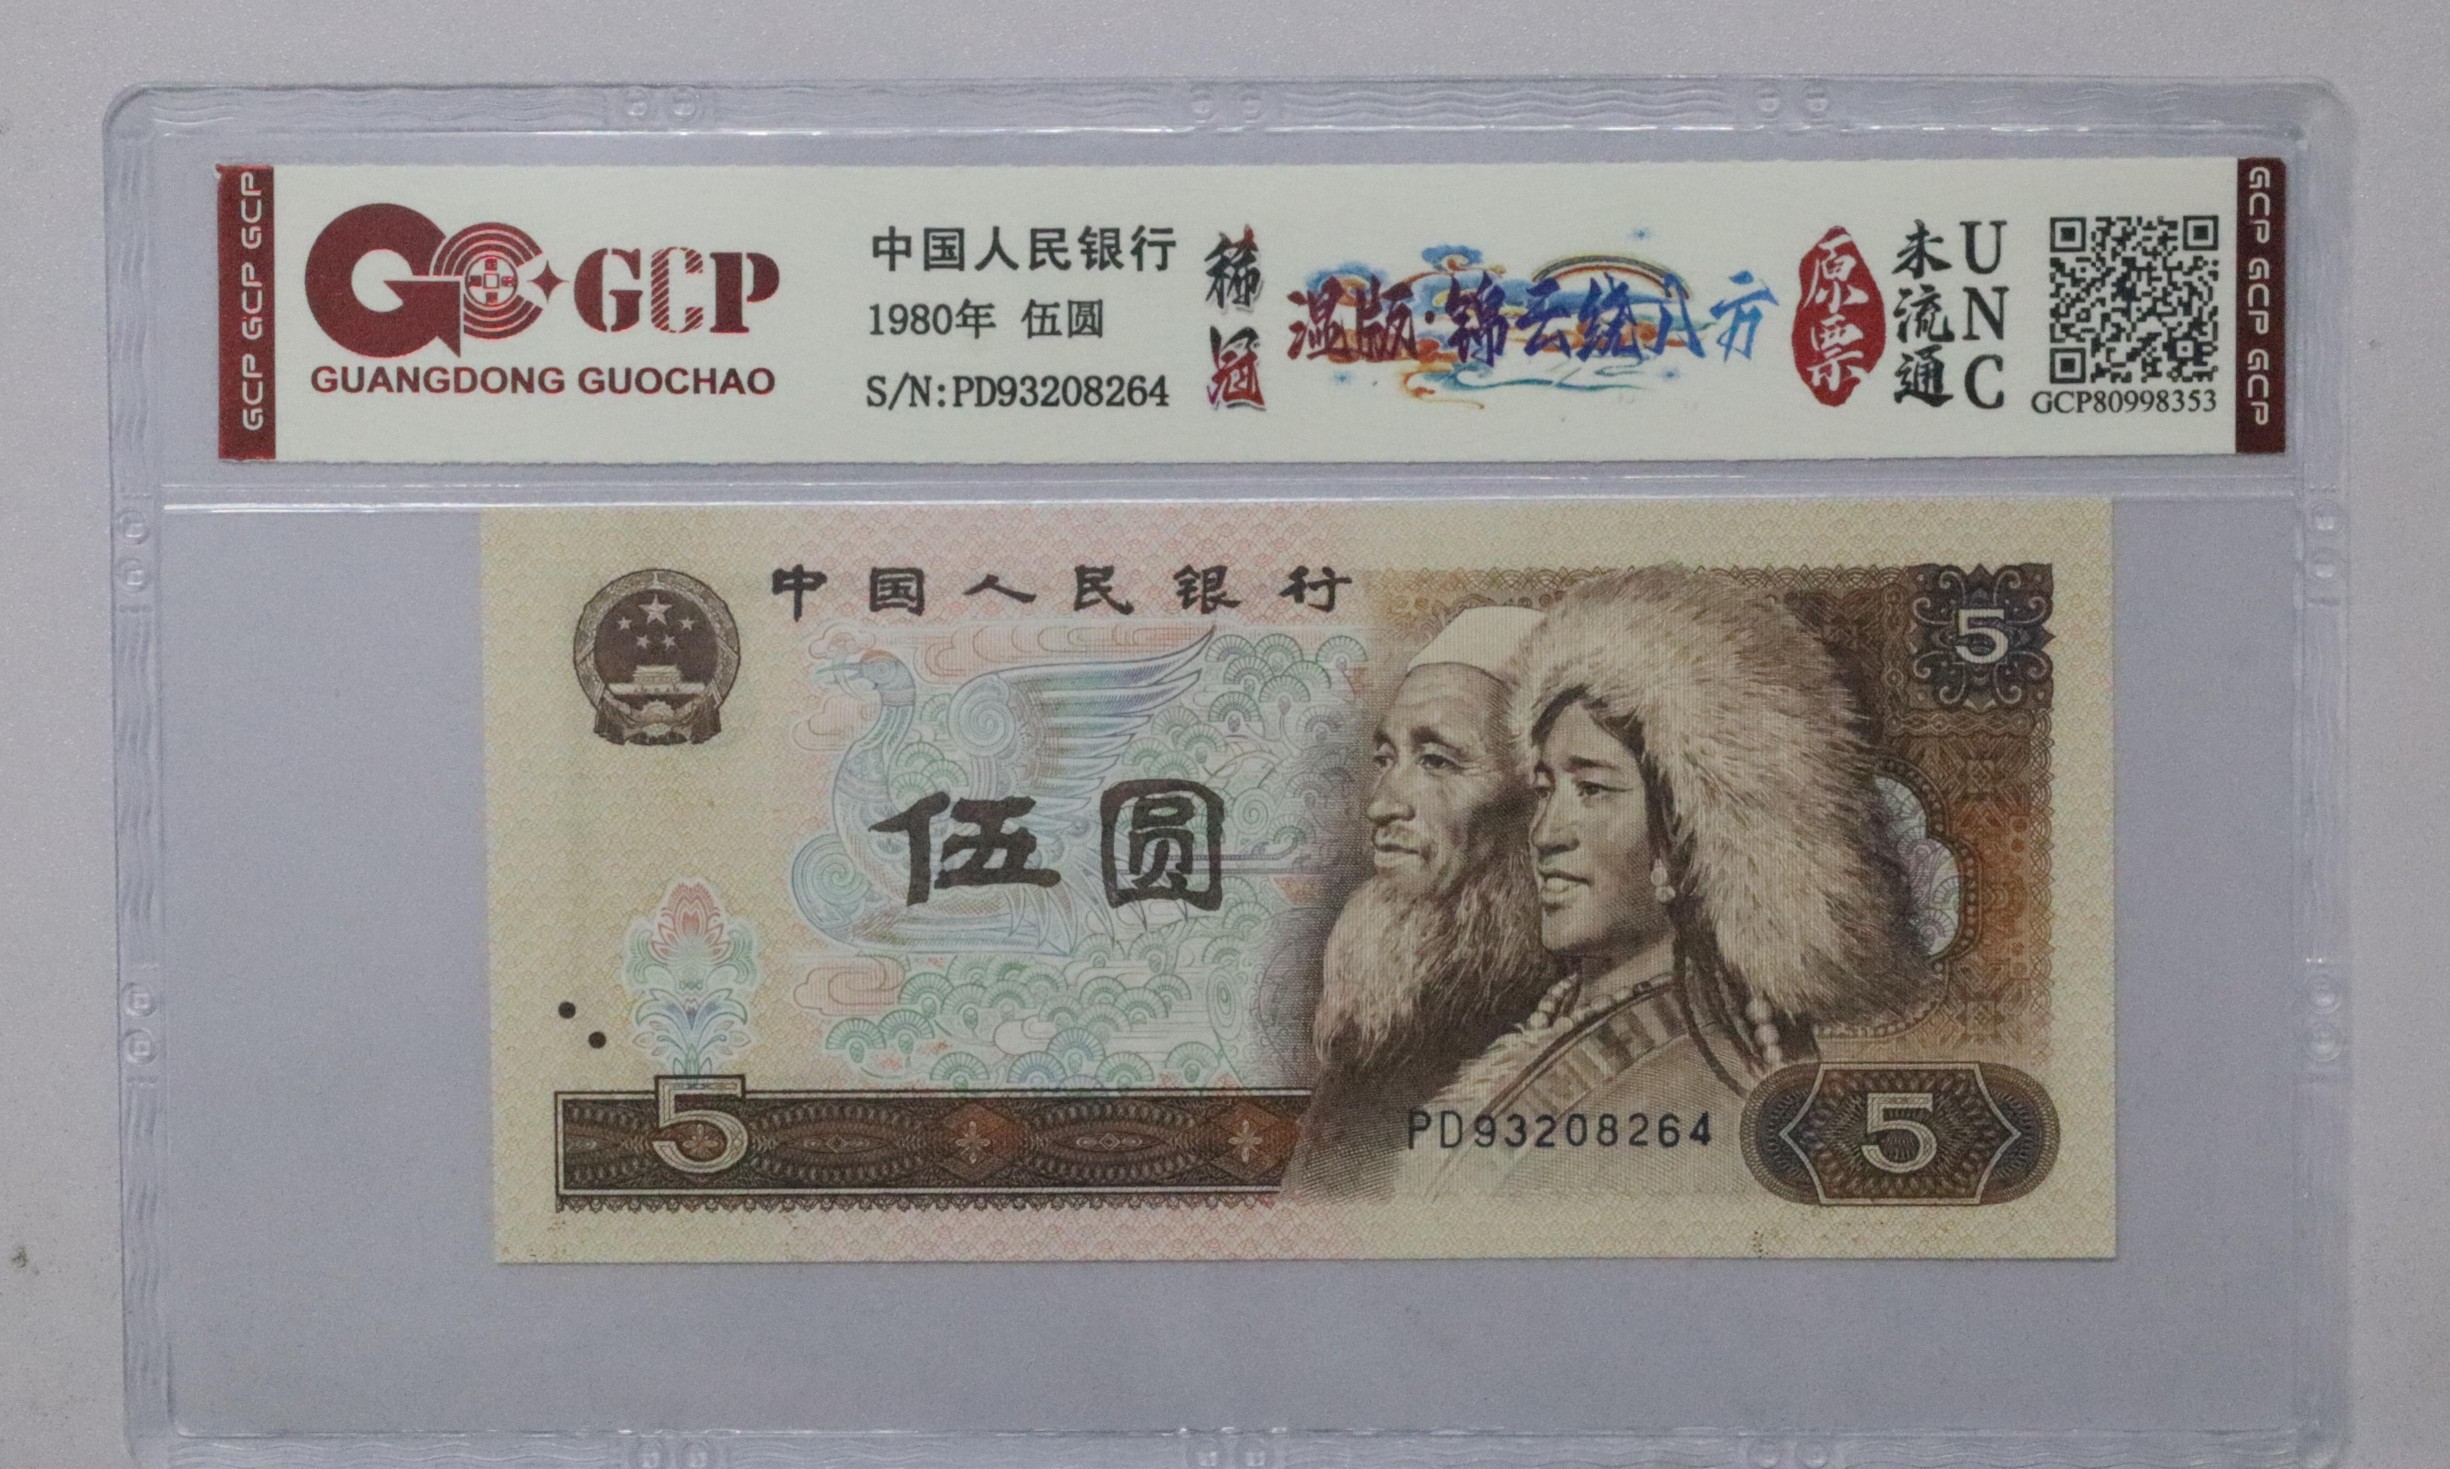 GCP GCP GCP
GCP
GUANGDONG GUOCHAO
中国人民银行
1980年 伍圆
S/N:PD93208264
稀冠
温版·锦云绕八方
原票
未流通
UNC
GCP80998353
GCP GCP GCP
中国人民银行
5
伍圆
5
PD93208264
5